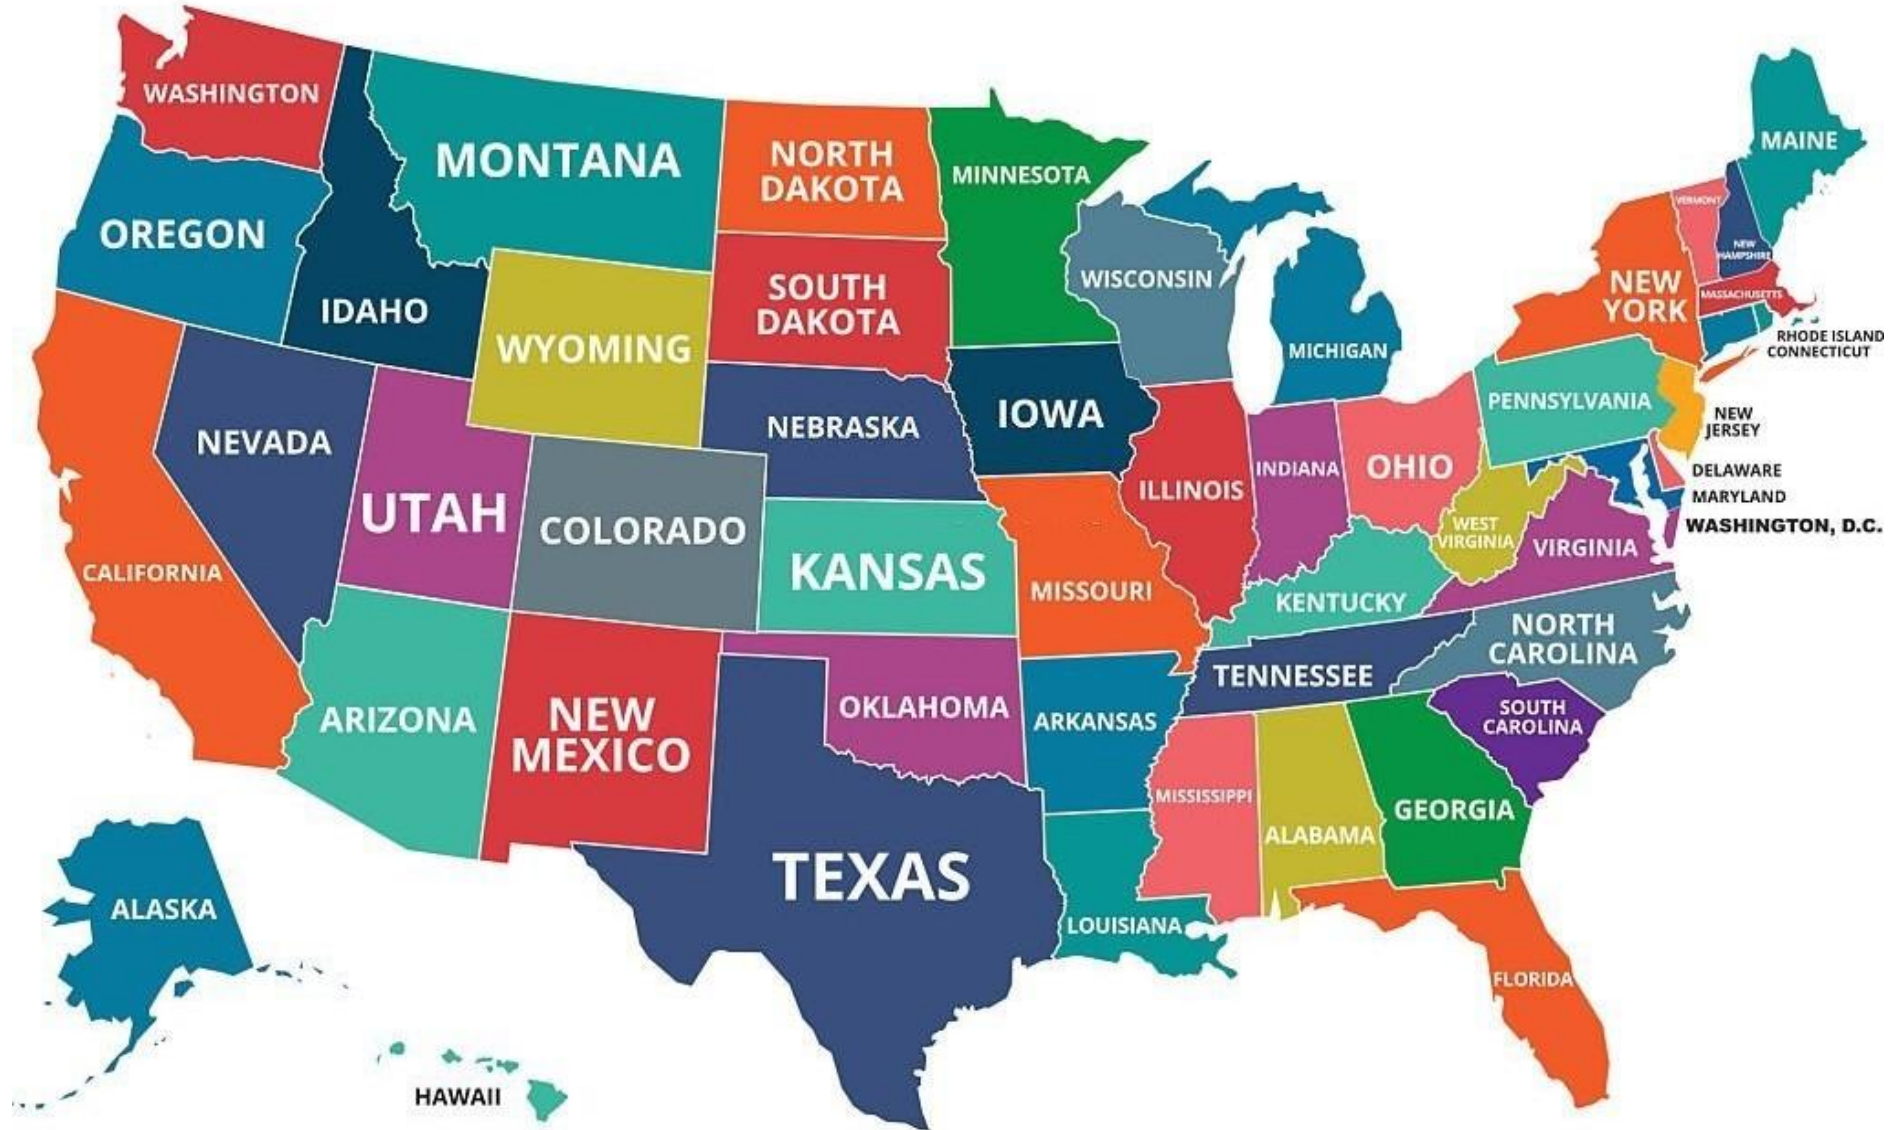 WASHINGTON
OREGON
CALIFORNIA
NEVADA
IDAHO
MONTANA
WYOMING
UTAH
COLORADO
ARIZONA
NEW
MEXICO
NORTH
DAKOTA
SOUTH
DAKOTA
NEBRASKA
KANSAS
OKLAHOMA
TEXAS
MINNESOTA
IOWA
MISSOURI
ARKANSAS
LOUISIANA
WISCONSIN
ILLINOIS
MICHIGAN
INDIANA
OHIO
KENTUCKY
TENNESSEE
MISSISSIPPI
ALABAMA
GEORGIA
FLORIDA
SOUTH
CAROLINA
NORTH
CAROLINA
VIRGINIA
WEST
VIRGINIA
PENNSYLVANIA
NEW
YORK
VERMONT
NEW
HAMPSHIRE
MAINE
MASSACHUSETTS
RHODE ISLAND
CONNECTICUT
NEW
JERSEY
DELAWARE
MARYLAND
WASHINGTON, D.C.
ALASKA
HAWAII